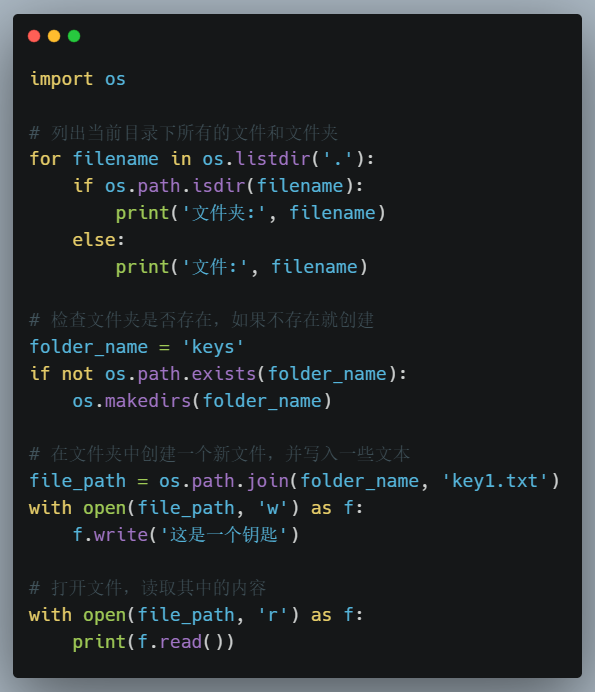 import os

# 列出当前目录下所有的文件和文件夹
for filename in os.listdir('.'):
    if os.path.isdir(filename):
        print('文件夹:', filename)
    else:
        print('文件:', filename)

# 检查文件夹是否存在，如果不存在就创建
folder_name = 'keys'
if not os.path.exists(folder_name):
    os.makedirs(folder_name)

# 在文件夹中创建一个新文件，并写入一些文本
file_path = os.path.join(folder_name, 'key1.txt')
with open(file_path, 'w') as f:
    f.write('这是一个钥匙')

# 打开文件，读取其中的内容
with open(file_path, 'r') as f:
    print(f.read())